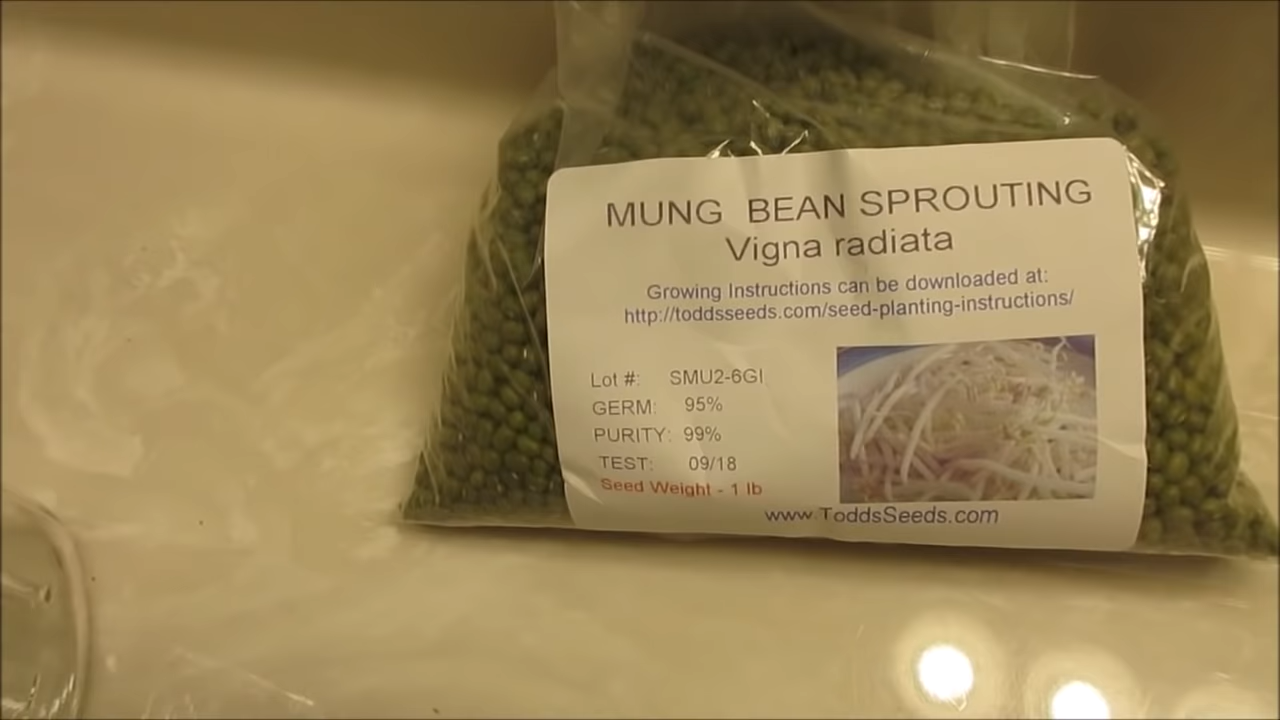 MUNG BEAN SPROUTING
Vigna radiata
Growing Instructions can be downloaded at:
http://toddsseeds.com/seed-planting-instructions/
Lot #: SMU2-6GI
GERM: 95%
PURITY: 99%
TEST: 09/18
Seed Weight - 1 lb
www.ToddsSeeds.com